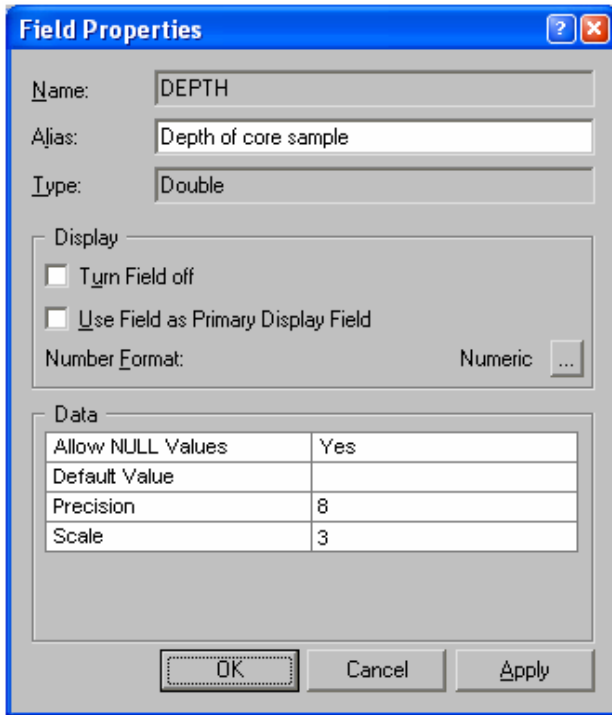 Field Properties
Name: DEPTH
Alias: Depth of core sample
Type: Double
Display
Turn Field off
Use Field as Primary Display Field
Number Format: Numeric ...
Data
Allow NULL Values Yes
Default Value
Precision 8
Scale 3
OK Cancel Apply